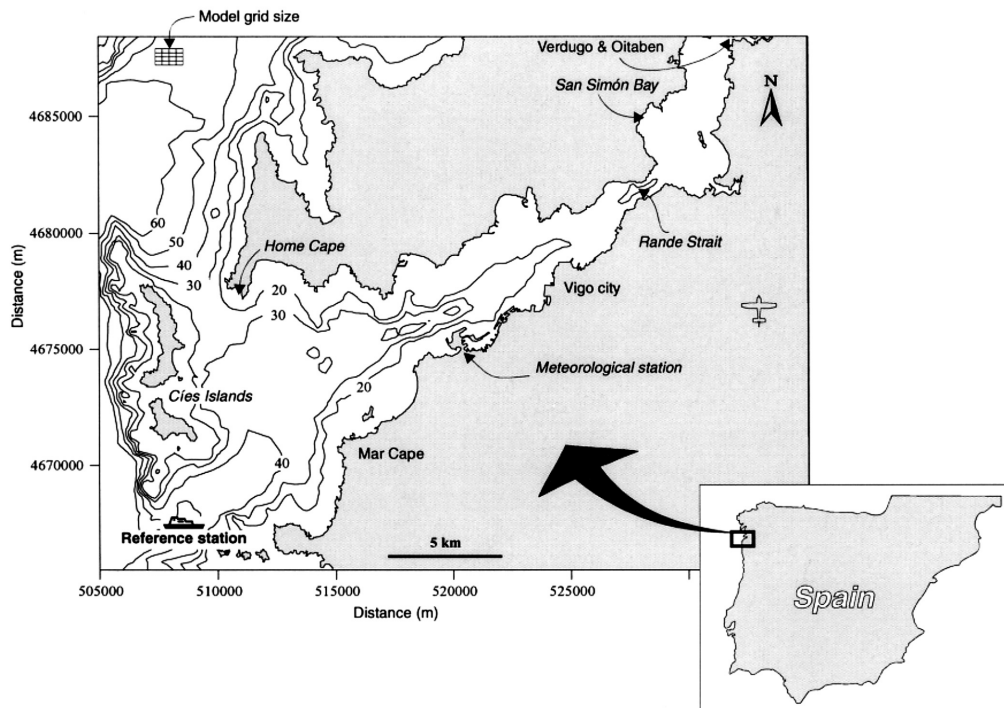 Model grid size
Verdugo & Oitaben
San Simón Bay
N
4685000
60
50
40
30
4680000
Home Cape
Rande Strait
20
30
Vigo city
Distance (m)
4675000
Meteorological station
20
Cíes Islands
Mar Cape
40
4670000
Reference station
5 km
505000
510000
515000
520000
525000
Distance (m)
Spain